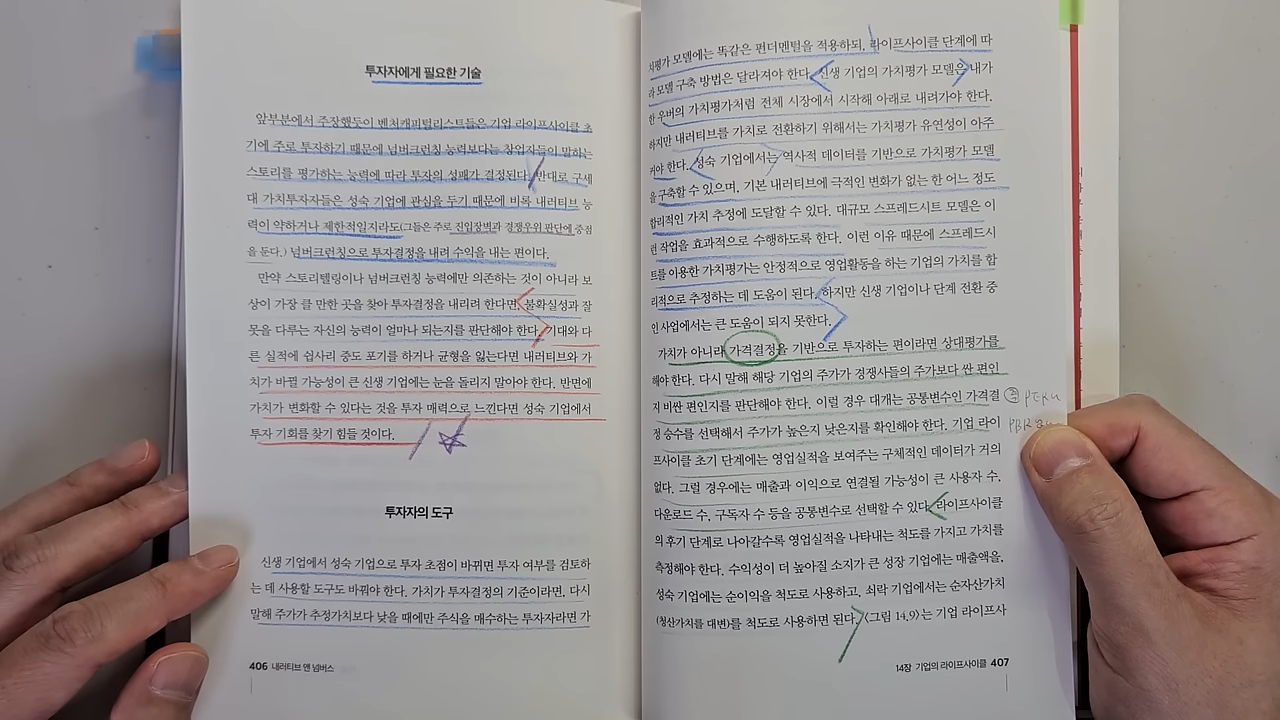 투자자에게 필요한 기술
앞부분에서 주장했듯이 벤처캐피털리스트들은 기업 라이프사이클 초
기에 주로 투자하기 때문에 넘버크런칭 능력보다는 창업자들이 말하는
스토리를 평가하는 능력에 따라 투자의 성패가 결정된다. 반대로 구세
대 가치투자자들은 성숙 기업에 관심을 두기 때문에 비록 내러티브 능
력이 약하거나 제한적일지라도(그들은 주로 진입장벽과 경쟁우위 판단에 중점
을 둔다.) 넘버크런칭으로 투자결정을 내려 수익을 내는 편이다.
만약 스토리텔링이나 넘버크런칭 능력에만 의존하는 것이 아니라 보
상이 가장 클 만한 곳을 찾아 투자결정을 내리려 한다면, 불확실성과 잘
못을 다루는 자신의 능력이 얼마나 되는지를 판단해야 한다. 기대와 다
른 실적에 쉽사리 중도 포기를 하거나 균형을 잃는다면 내러티브와 가
치가 바뀔 가능성이 큰 신생 기업에는 눈을 돌리지 말아야 한다. 반면에
가치가 변화할 수 있다는 것을 투자 매력으로 느낀다면 성숙 기업에서
투자 기회를 찾기 힘들 것이다.
투자자의 도구
신생 기업에서 성숙 기업으로 투자 초점이 바뀌면 투자 여부를 검토하
는 데 사용할 도구도 바꿔야 한다. 가치가 투자결정의 기준이라면, 다시
말해 주가가 추정가치보다 낮을 때에만 주식을 매수하는 투자자라면 가
406 내러티브 앤 넘버스
치평가 모델에는 똑같은 펀더멘털을 적용하되, 라이프사이클 단계에 따
라 모델 구축 방법은 달라져야 한다. 신생 기업의 가치평가 모델은 내가
한 우버의 가치평가처럼 전체 시장에서 시작해 아래로 내려가야 한다.
하지만 내러티브를 가치로 전환하기 위해서는 가치평가 유연성이 아주
커야 한다. 성숙 기업에서는 역사적 데이터를 기반으로 가치평가 모델
을 구축할 수 있으며, 기본 내러티브에 극적인 변화가 없는 한 어느 정도
합리적인 가치 추정에 도달할 수 있다. 대규모 스프레드시트 모델은 이
런 작업을 효과적으로 수행하도록 한다. 이런 이유 때문에 스프레드시
트를 이용한 가치평가는 안정적으로 영업활동을 하는 기업의 가치를 합
리적으로 추정하는 데 도움이 된다. 하지만 신생 기업이나 단계 전환 중
인 사업에서는 큰 도움이 되지 못한다.
가치가 아니라 가격결정을 기반으로 투자하는 편이라면 상대평가를
해야 한다. 다시 말해 해당 기업의 주가가 경쟁사들의 주가보다 싼 편인
지 비싼 편인지를 판단해야 한다. 이럴 경우 대개는 공통변수인 가격결
정 승수를 선택해서 주가가 높은지 낮은지를 확인해야 한다. 기업 라이
프사이클 초기 단계에는 영업실적을 보여주는 구체적인 데이터가 거의
없다. 그럴 경우에는 매출과 이익으로 연결될 가능성이 큰 사용자 수,
다운로드 수, 구독자 수 등을 공통변수로 선택할 수 있다. 라이프사이클
의 후기 단계로 나아갈수록 영업실적을 나타내는 척도를 가지고 가치를
측정해야 한다. 수익성이 더 높아질 소지가 큰 성장 기업에는 매출액을,
성숙 기업에는 순이익을 척도로 사용하고, 쇠락 기업에서는 순자산가치
(청산가치를 대변)를 척도로 사용하면 된다. 〈그림 14.9〉는 기업 라이프사
14장 기업의 라이프사이클 407